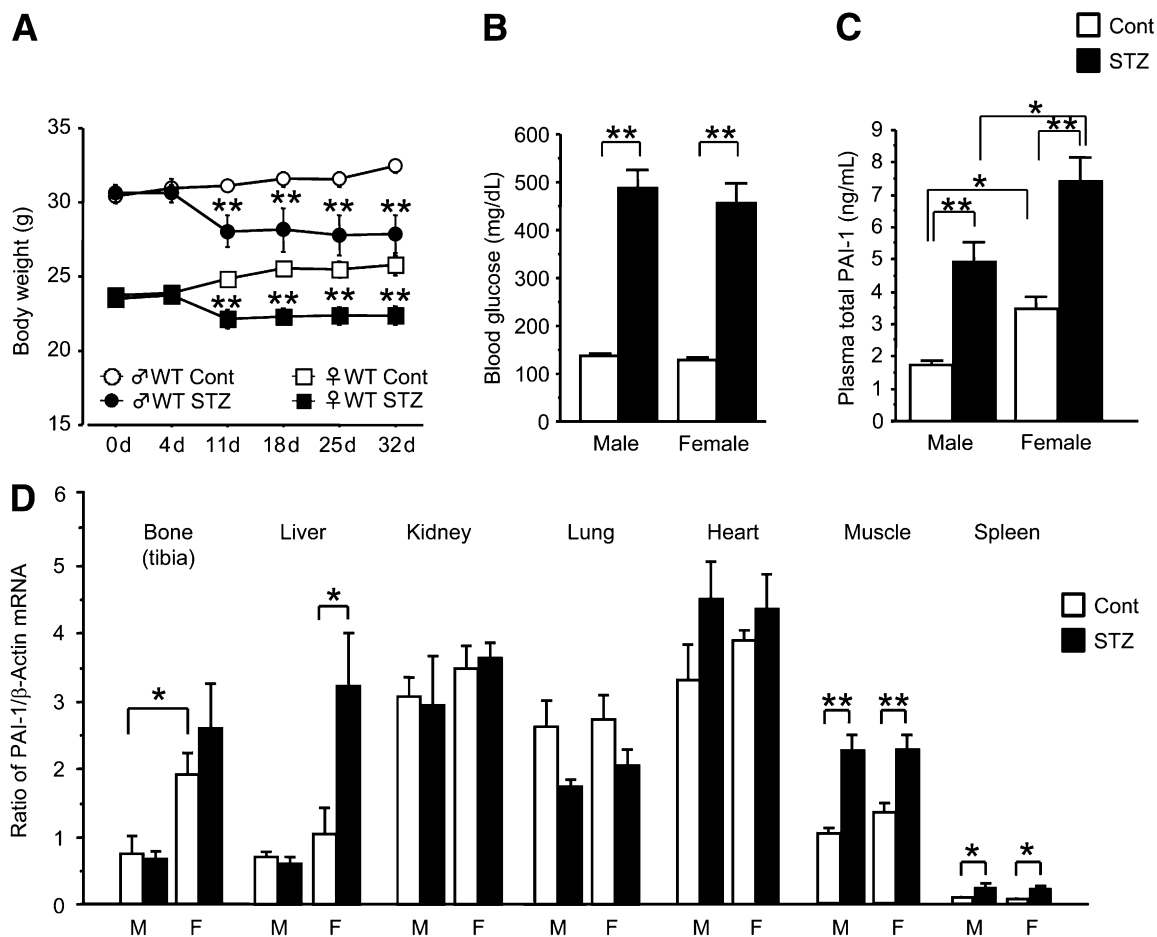 A
B
C
Cont
STZ
35
30
25
20
15
Body weight (g)
** ** ** **
** ** ** **
♂WT Cont
♀WT Cont
♂WT STZ
♀WT STZ
0d 4d 11d 18d 25d 32d
600
500
400
300
200
100
0
Blood glucose (mg/dL)
** **
Male Female
9
8
7
6
5
4
3
2
1
0
Plasma total PAI-1 (ng/mL)
*
**
*
**
Male Female
D
6
5
4
3
2
1
0
Ratio of PAI-1/β-Actin mRNA
Bone
(tibia)
Liver
Kidney
Lung
Heart
Muscle
Spleen
Cont
STZ
*
*
** **
* *
M F M F M F M F M F M F M F